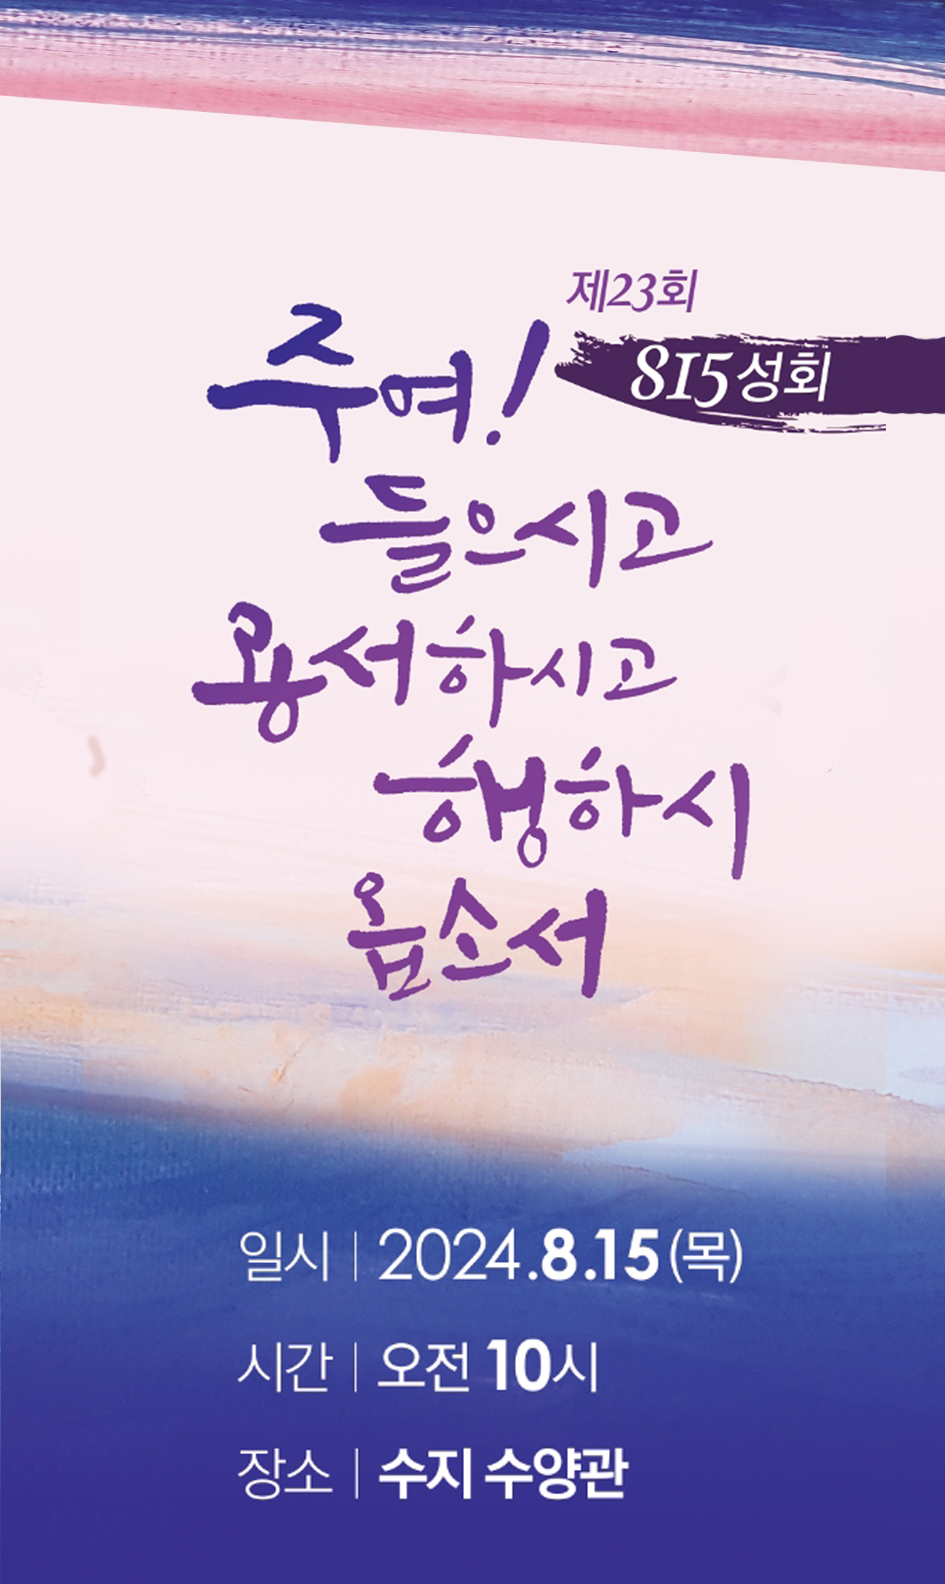 제23회
815성회
주여!
들으시고
용서하시고
행하시
옵소서
일시 | 2024.8.15(목)
시간 | 오전 10시
장소 | 수지 수양관